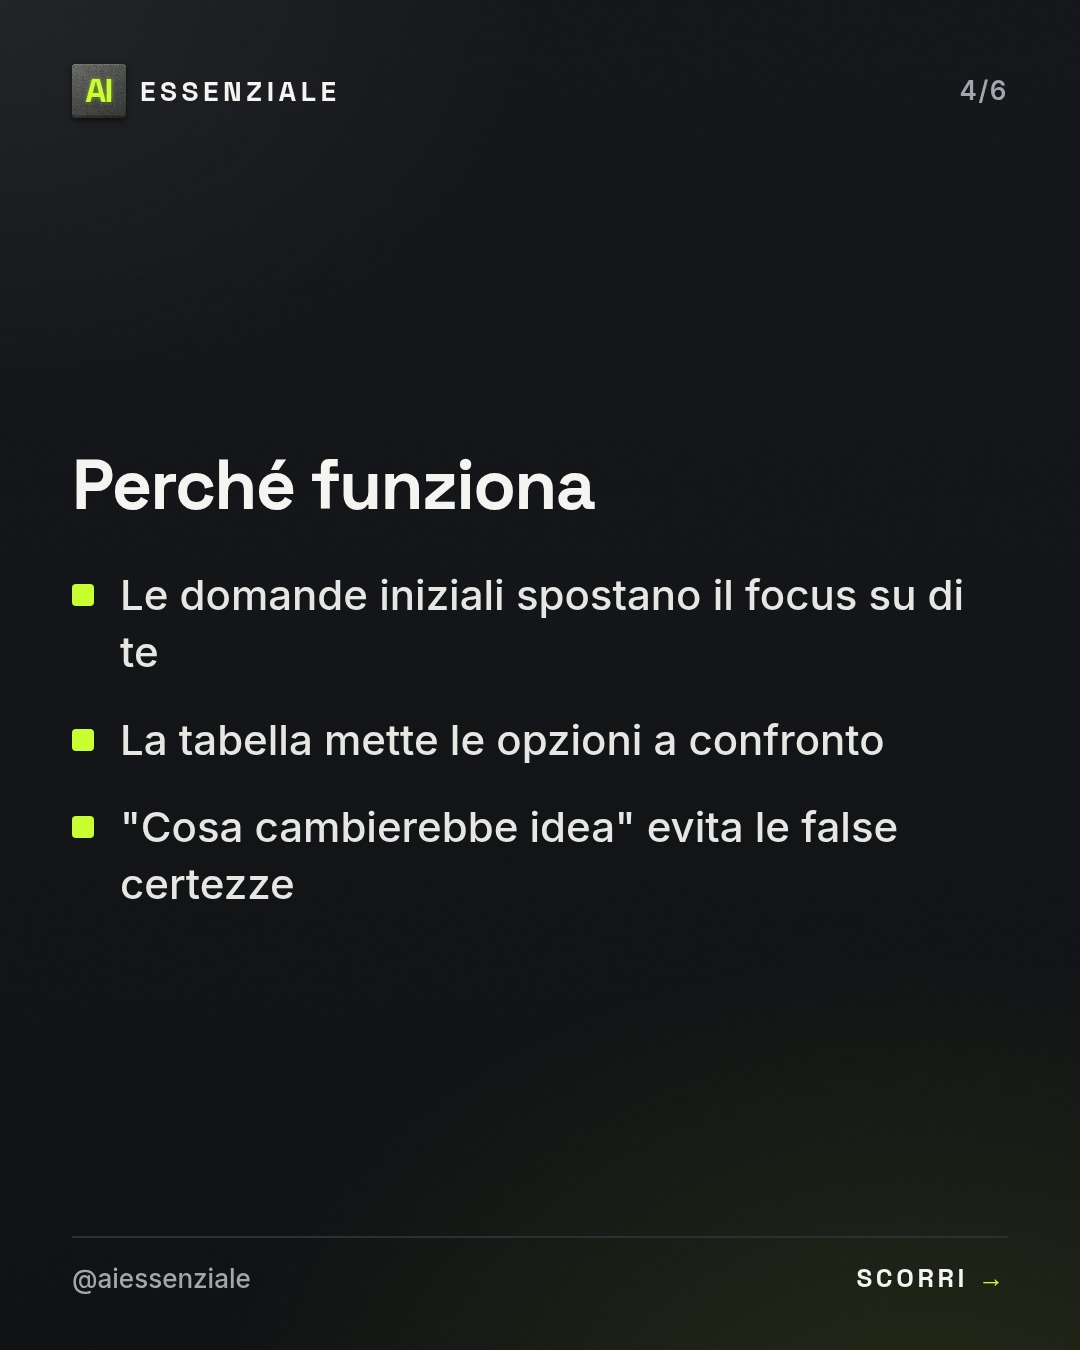 AI ESSENZIALE
4/6
Perché funziona
Le domande iniziali spostano il focus su di
te
La tabella mette le opzioni a confronto
"Cosa cambierebbe idea" evita le false
certezze
@aiessenziale
SCORRI →